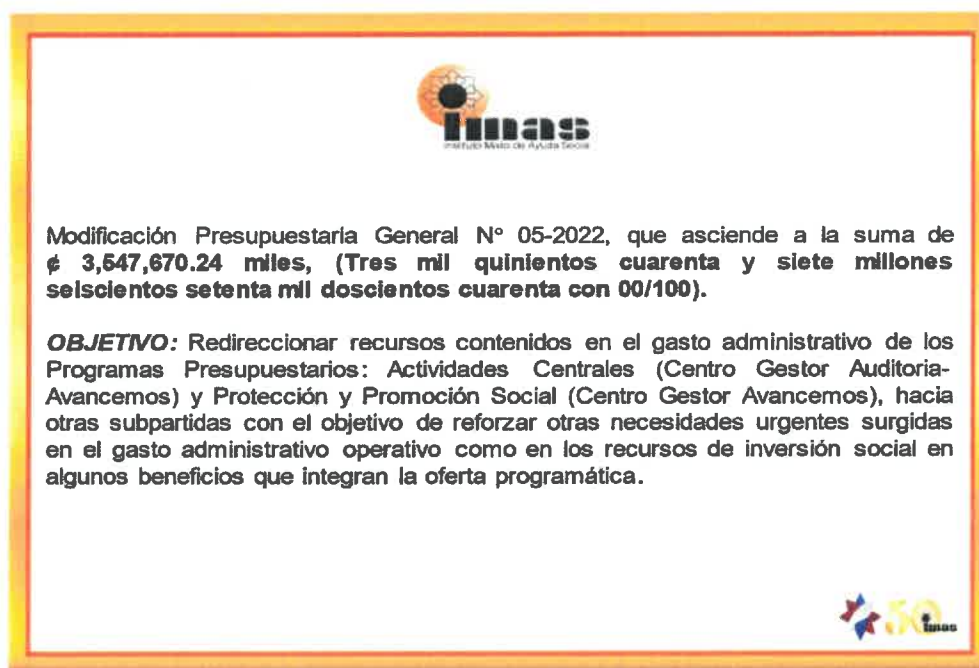 imas
Instituto Mixto de Ayuda Social
Modificación Presupuestaria General N° 05-2022, que asciende a la suma de
₡ 3,547,670.24 miles, (Tres mil quinientos cuarenta y siete millones
seiscientos setenta mil doscientos cuarenta con 00/100).
OBJETIVO: Redireccionar recursos contenidos en el gasto administrativo de los
Programas Presupuestarios: Actividades Centrales (Centro Gestor Auditoria-
Avancemos) y Protección y Promoción Social (Centro Gestor Avancemos), hacia
otras subpartidas con el objetivo de reforzar otras necesidades urgentes surgidas
en el gasto administrativo operativo como en los recursos de inversión social en
algunos beneficios que integran la oferta programática.
50 imas